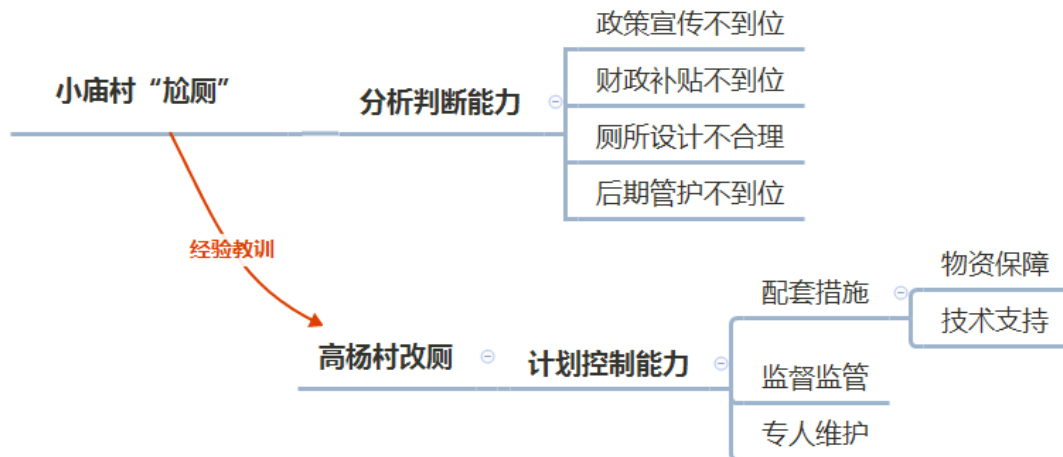 小庙村“尬厕”
分析判断能力
政策宣传不到位
财政补贴不到位
厕所设计不合理
后期管护不到位
经验教训
高杨村改厕
计划控制能力
配套措施
物资保障
技术支持
监督监管
专人维护